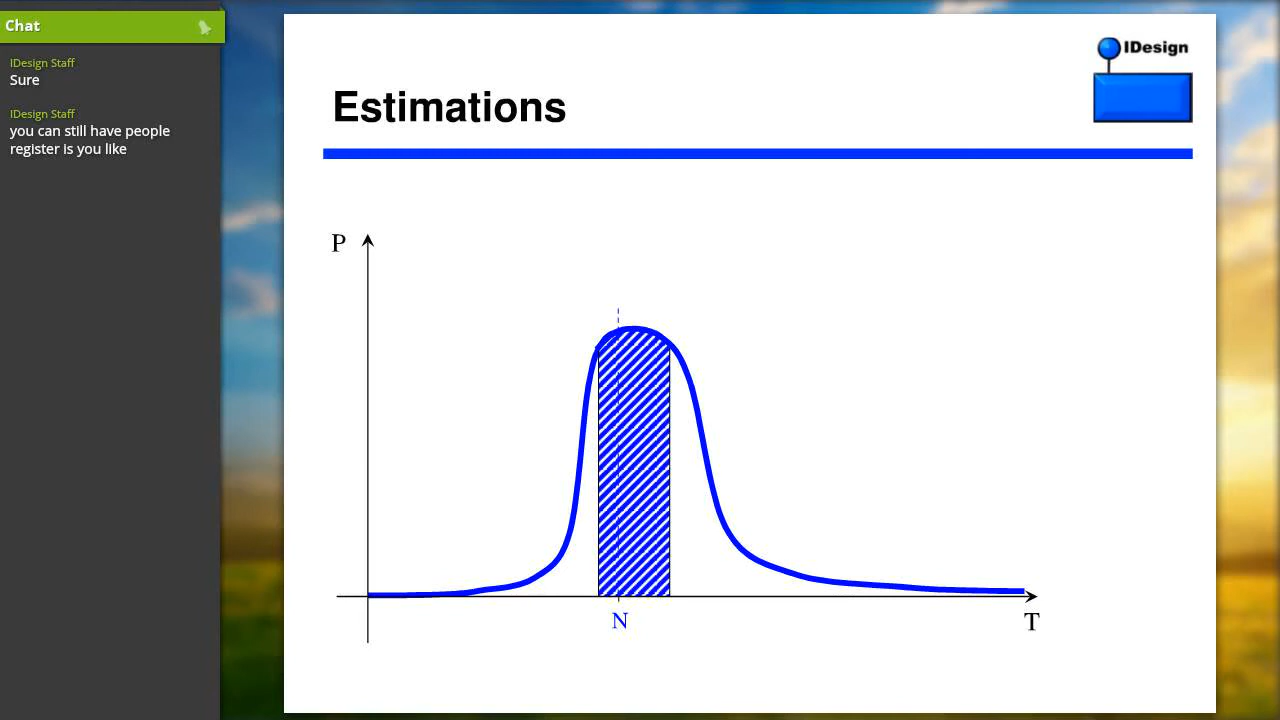 Chat
IDesign Staff
Sure
IDesign Staff
you can still have people
register is you like
IDesign
Estimations
P
N
T